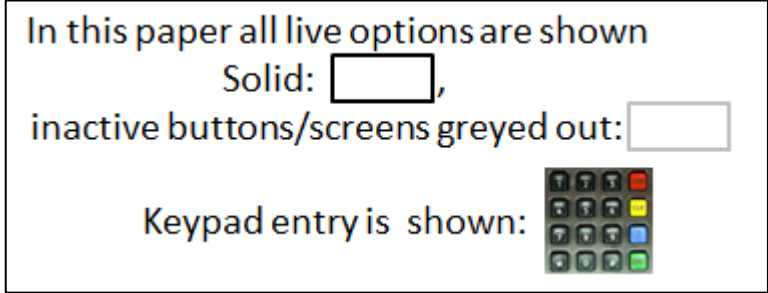 In this paper all live options are shown
Solid: ,
inactive buttons/screens greyed out:
Keypad entry is shown: